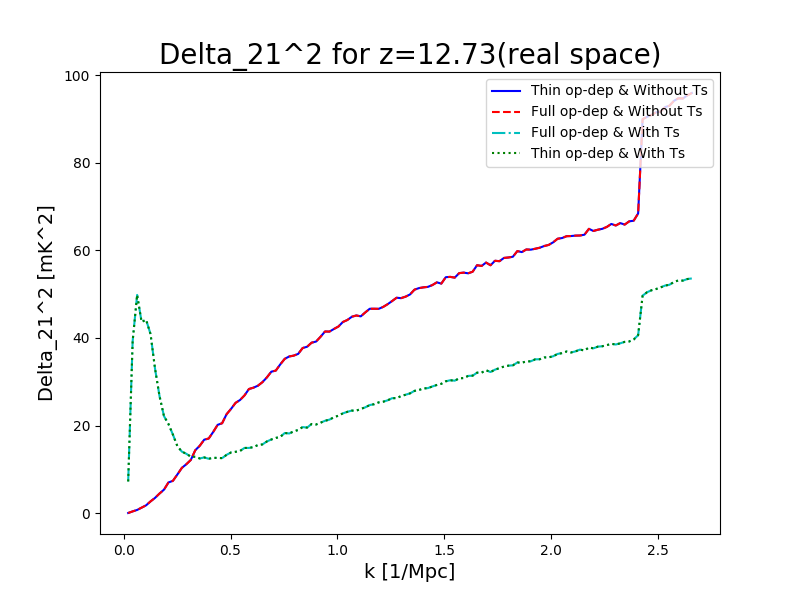 Delta_21^2 for z=12.73(real space)
Thin op-dep & Without Ts
Full op-dep & Without Ts
Full op-dep & With Ts
Thin op-dep & With Ts
Delta_21^2 [mK^2]
100
80
60
40
20
0
0.0
0.5
1.0
1.5
2.0
2.5
k [1/Mpc]